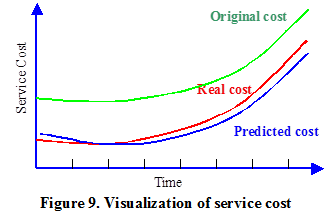 Original cost
Service Cost
Real cost
Predicted cost
Time
Figure 9. Visualization of service cost